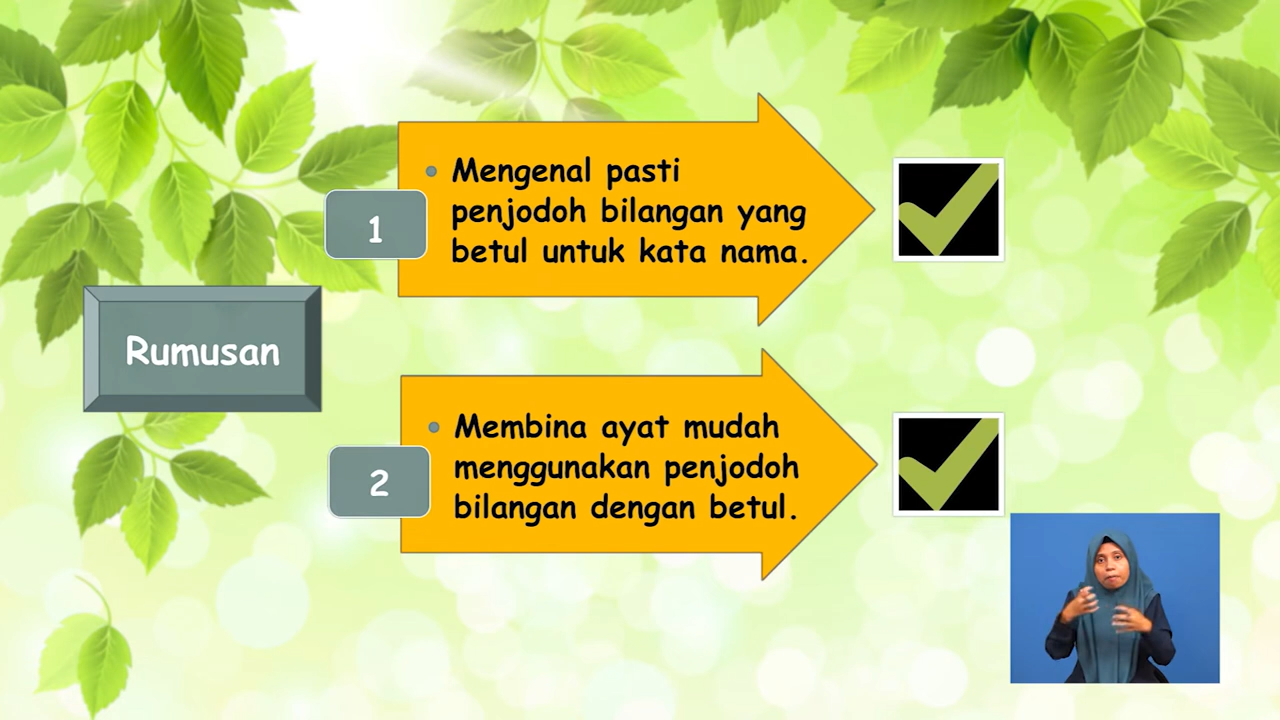 Rumusan
1
Mengenal pasti
penjodoh bilangan yang
betul untuk kata nama.
2
Membina ayat mudah
menggunakan penjodoh
bilangan dengan betul.